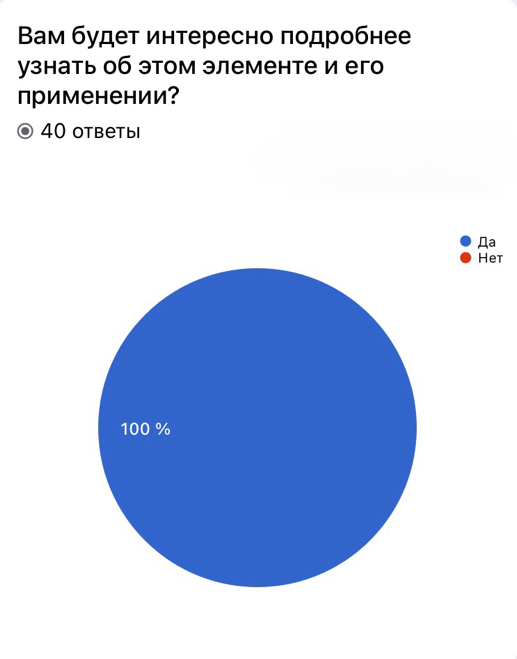 Вам будет интересно подробнее
узнать об этом элементе и его
применении?
40 ответы
Да
Нет
100 %